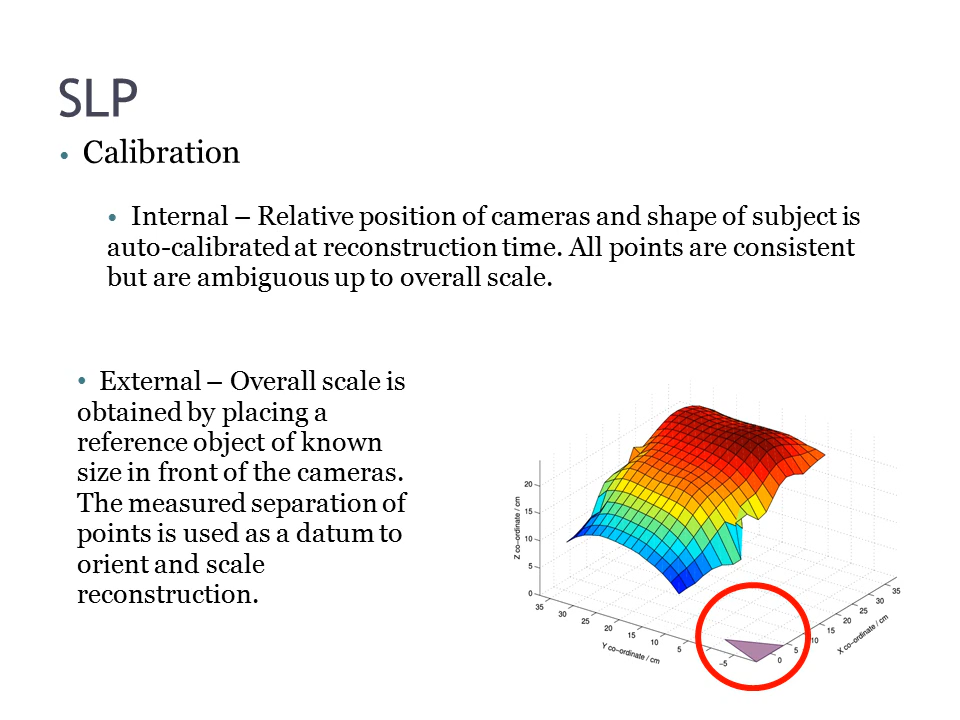 SLP
• Calibration
• Internal – Relative position of cameras and shape of subject is
auto-calibrated at reconstruction time. All points are consistent
but are ambiguous up to overall scale.
• External – Overall scale is
obtained by placing a
reference object of known
size in front of the cameras.
The measured separation of
points is used as a datum to
orient and scale
reconstruction.
Z co-ordinate / cm
20
15
10
5
0
35
30
25
20
15
10
5
-5
Y co-ordinate / cm
0
5
10
15
20
25
30
35
X co-ordinate / cm